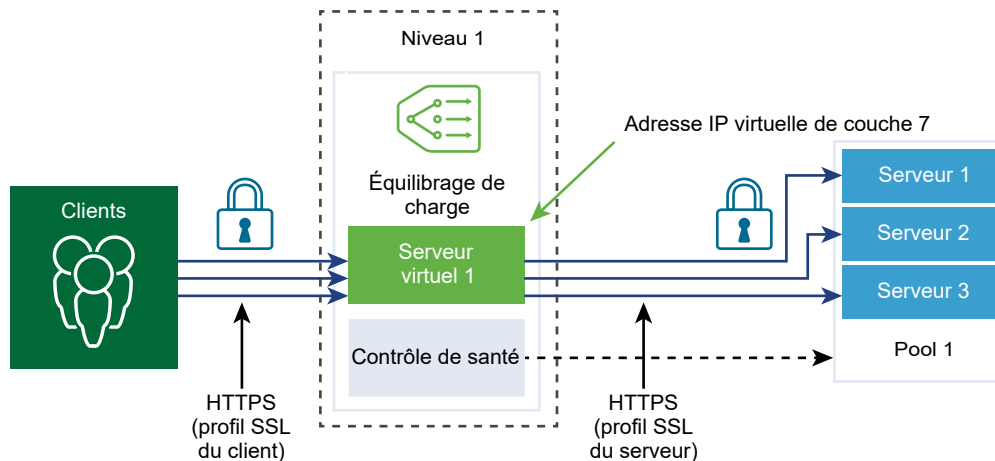 Niveau 1
Adresse IP virtuelle de couche 7
Clients
Équilibrage de
charge
Serveur
virtuel 1
Serveur 1
Serveur 2
Serveur 3
Contrôle de santé
Pool 1
HTTPS
(profil SSL
du client)
HTTPS
(profil SSL
du serveur)